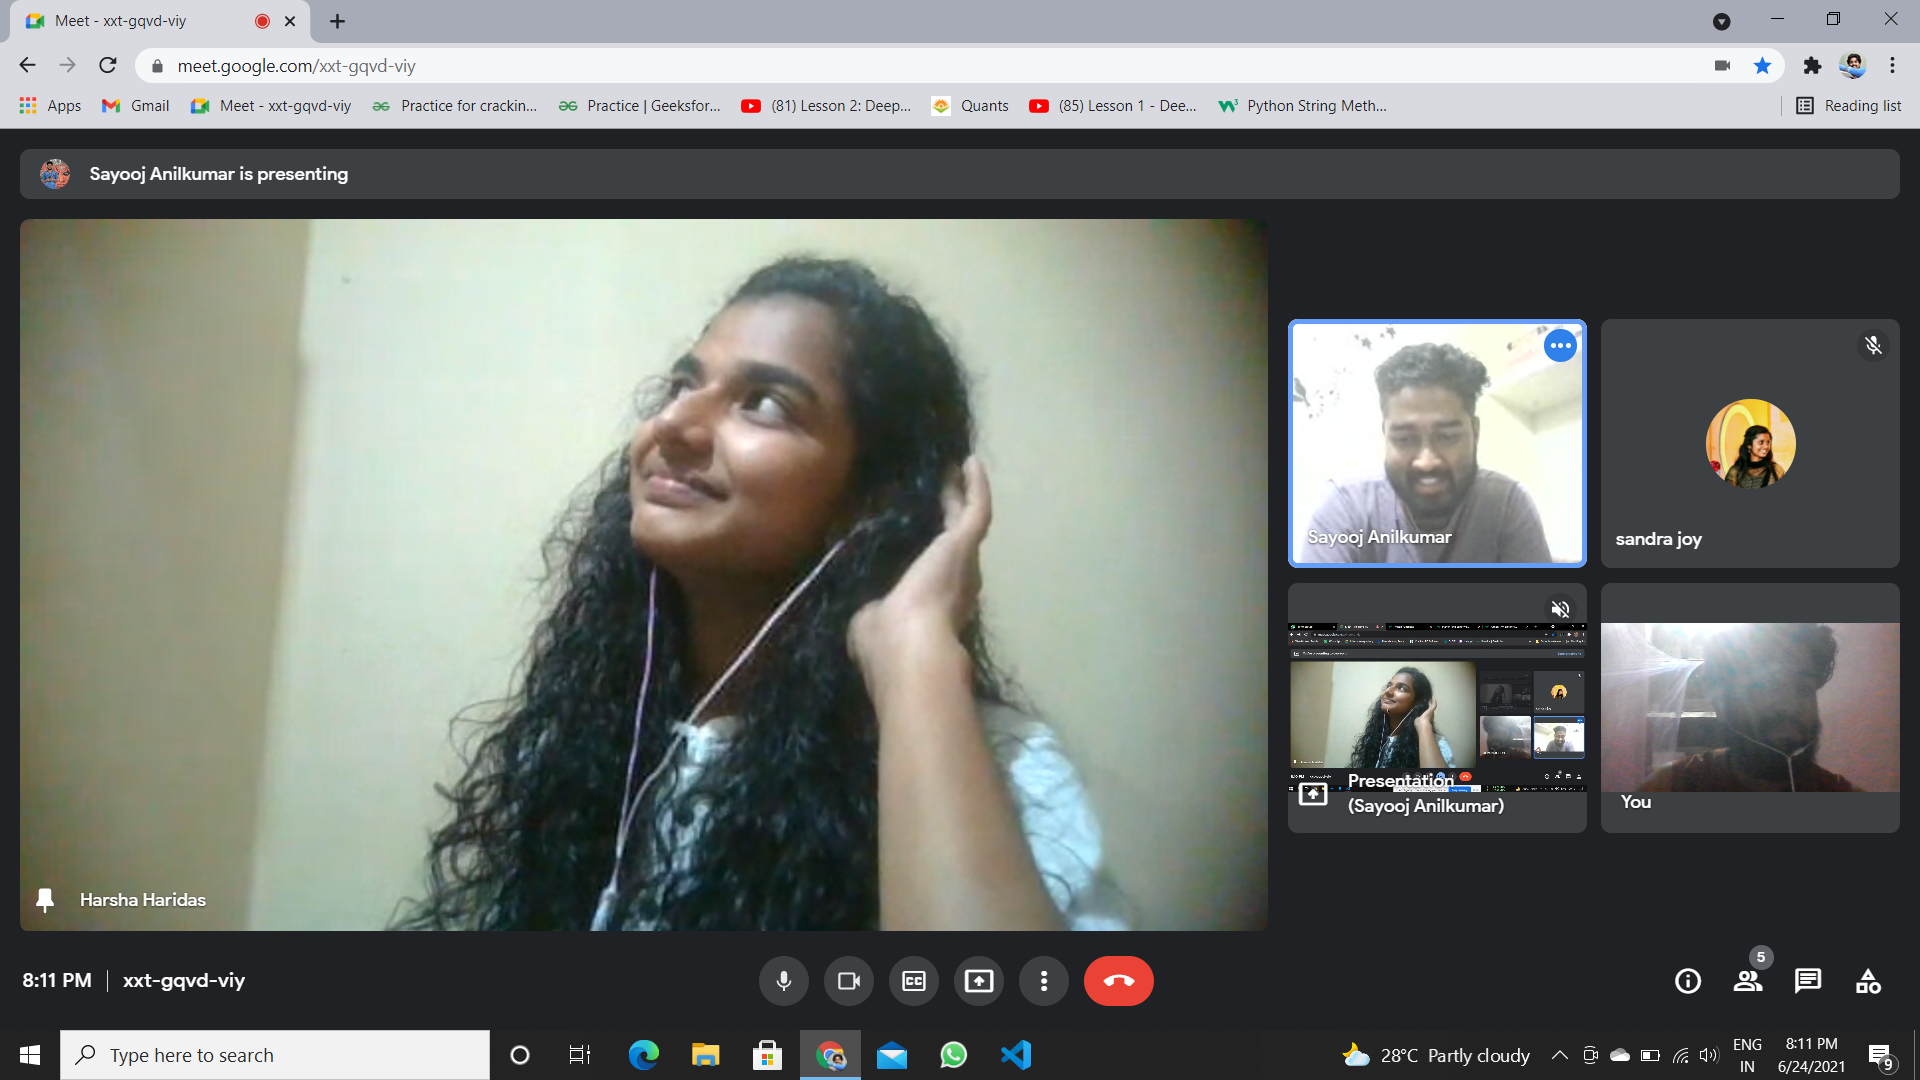 Meet - xxt-gqvd-viy
meet.google.com/xxt-gqvd-viy
Apps
Gmail
Meet - xxt-gqvd-viy
Practice for crackin...
Practice | Geeksfor...
(81) Lesson 2: Deep...
Quants
(85) Lesson 1 - Dee...
Python String Meth...
Reading list
Sayooj Anilkumar is presenting
Sayooj Anilkumar
sandra joy
Presentation
(Sayooj Anilkumar)
You
Harsha Haridas
8:11 PM | xxt-gqvd-viy
CC
5
Type here to search
28°C Partly cloudy
ENG
IN
8:11 PM
6/24/2021
9